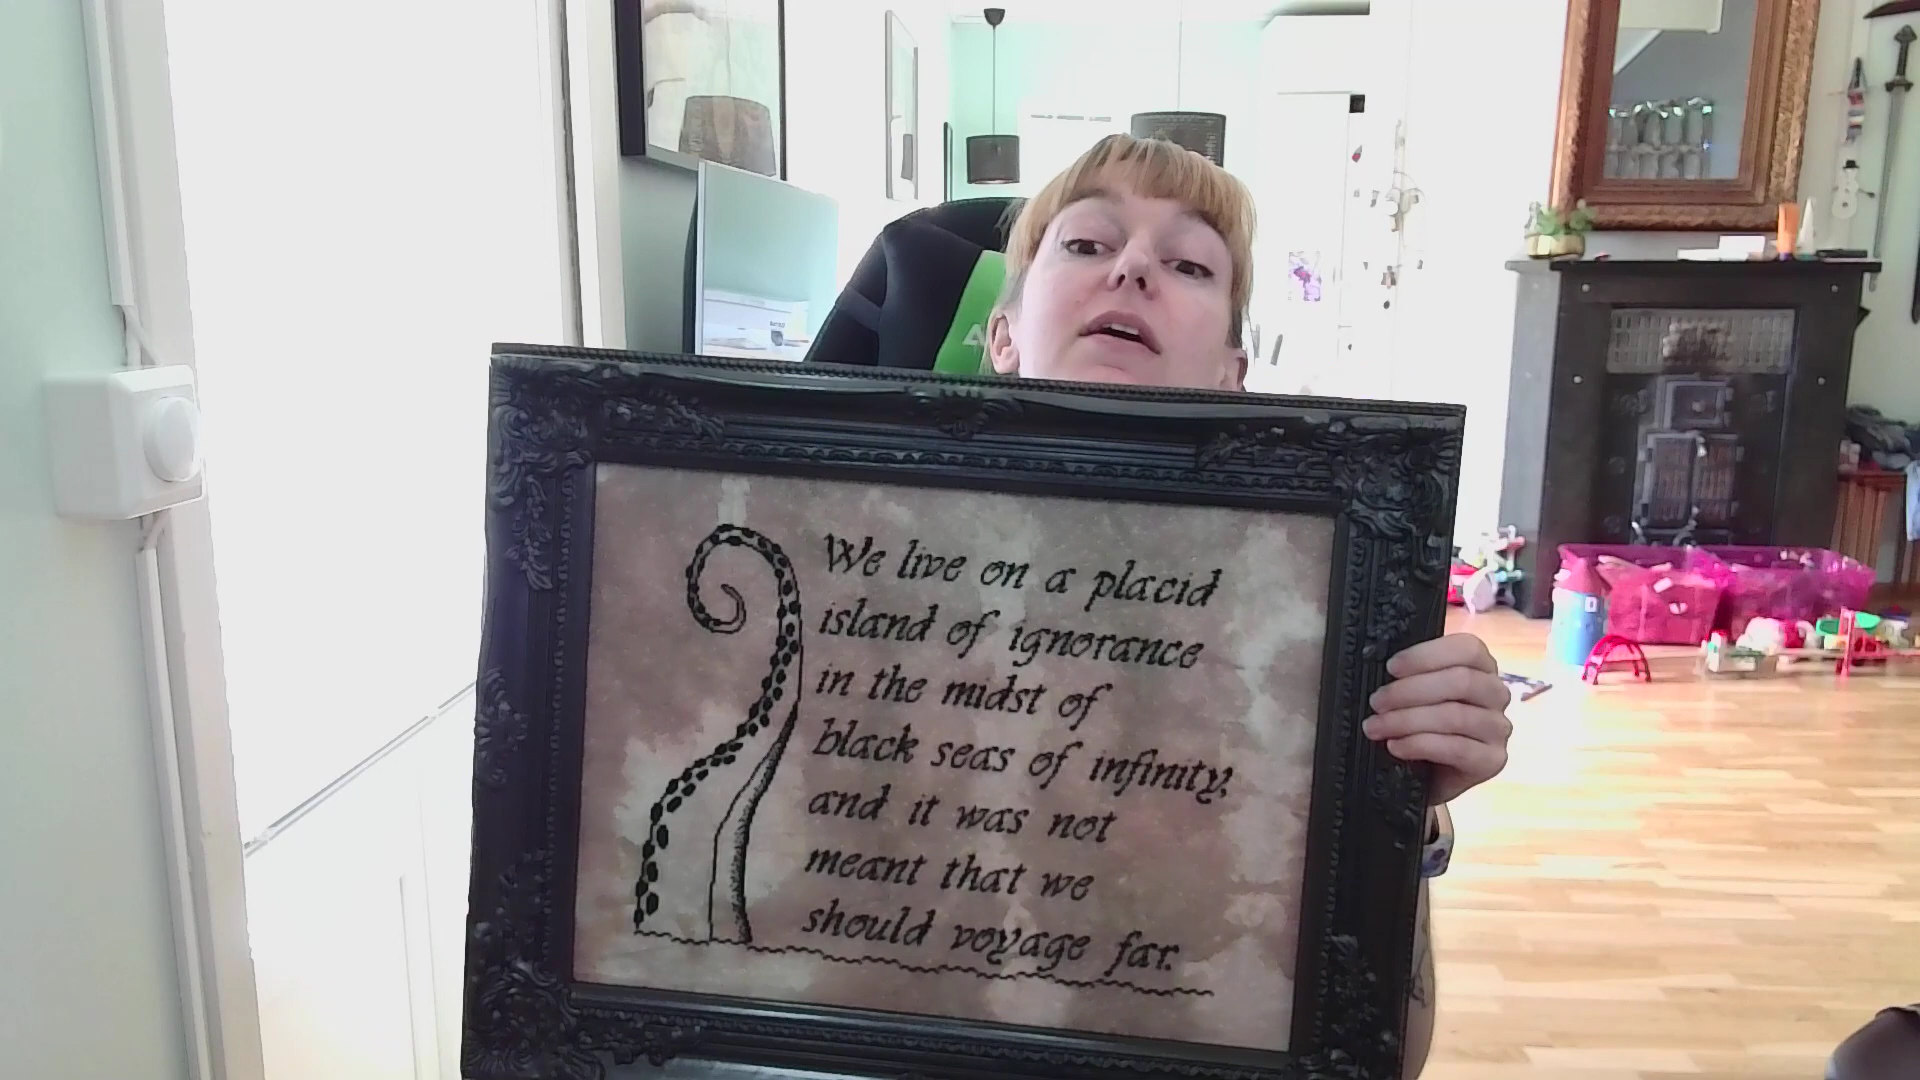 We live on a placid
island of ignorance
in the midst of
black seas of infinity,
and it was not
meant that we
should voyage far.